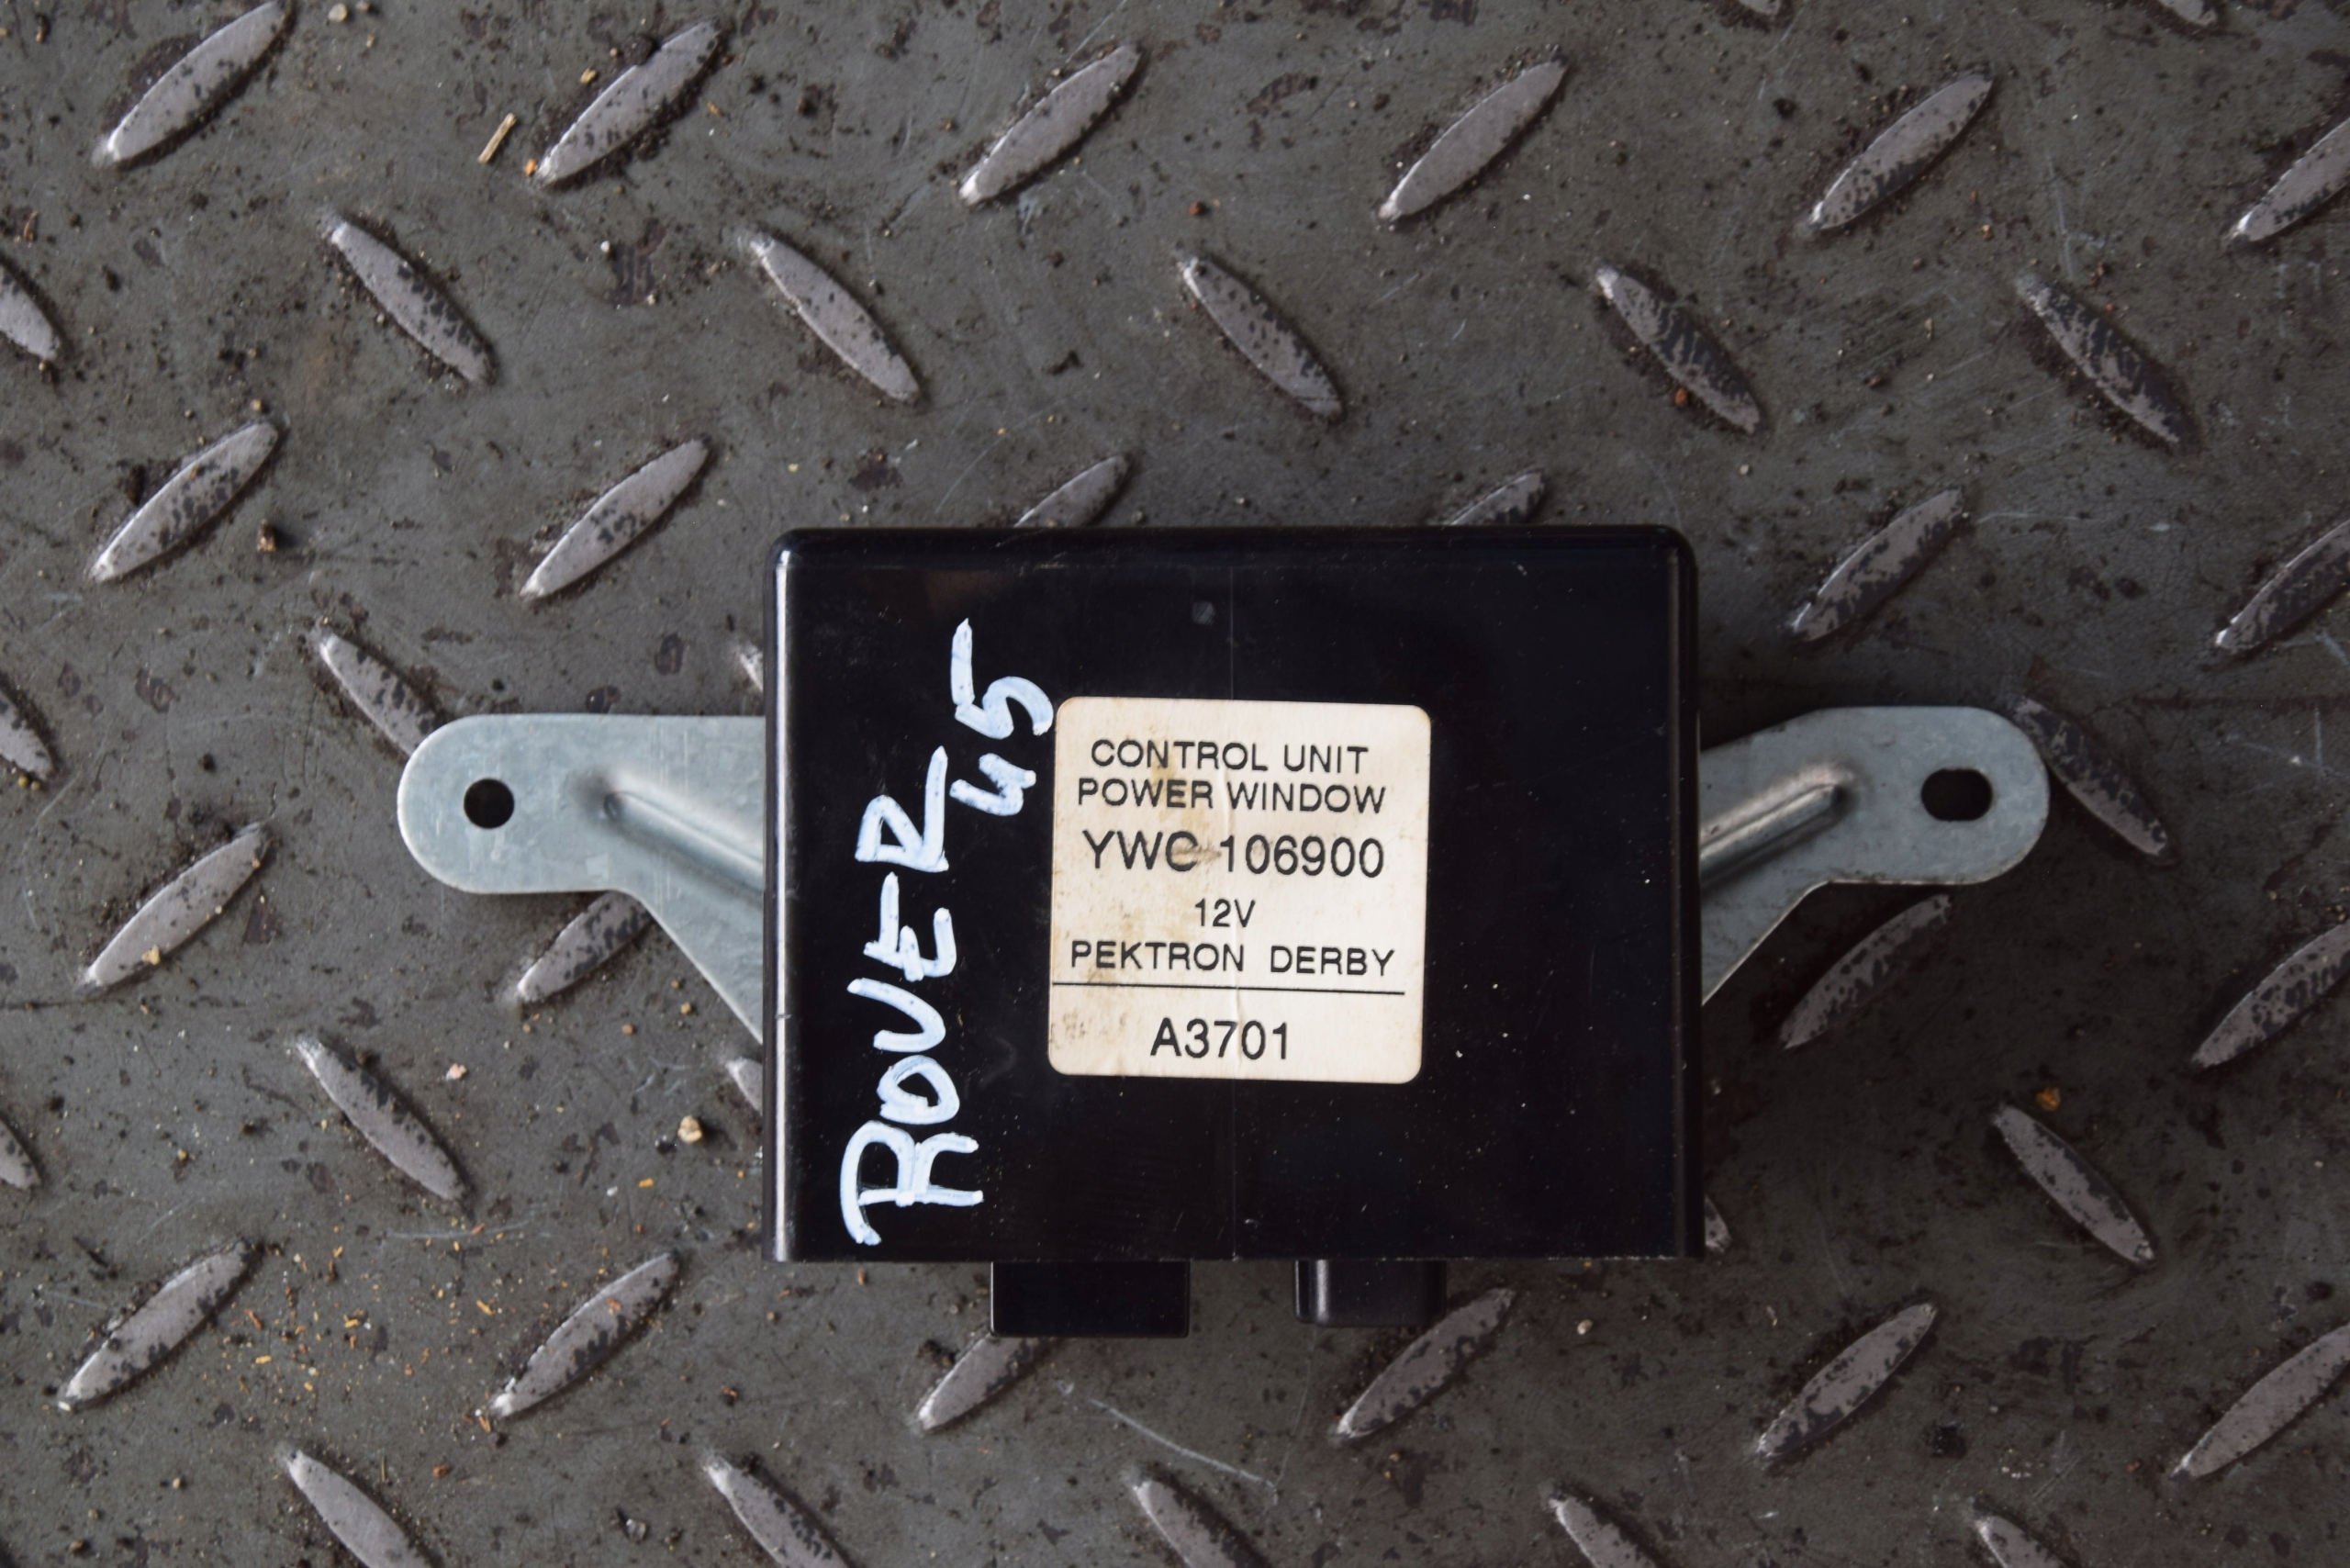 ROVER
45
CONTROL UNIT
POWER WINDOW
YWC 106900
12V
PEKTRON DERBY
A3701